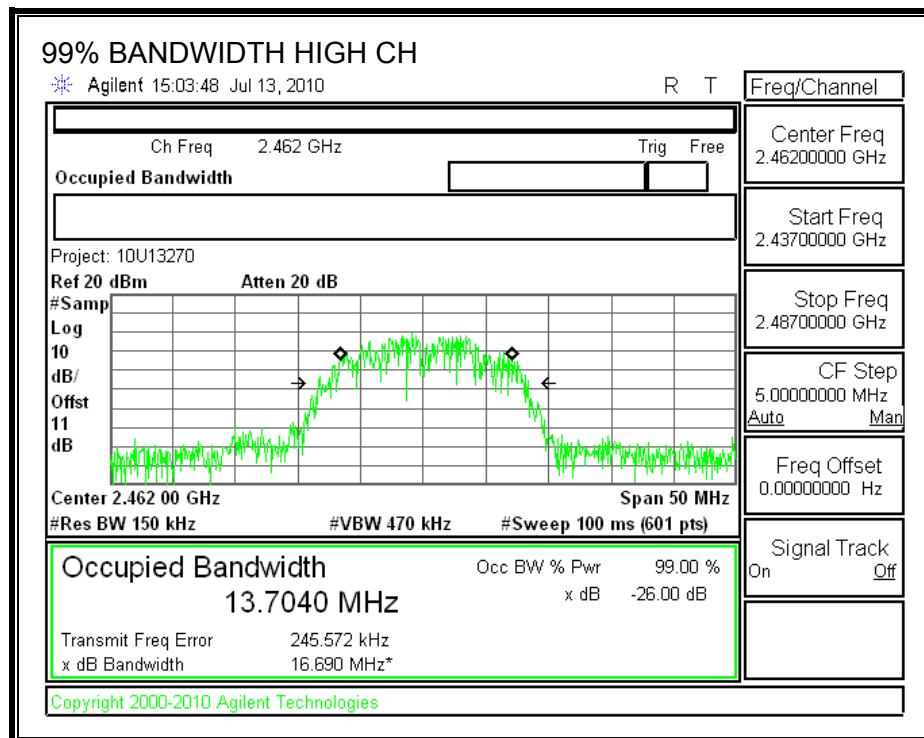 99% BANDWIDTH HIGH CH
Agilent 15:03:48 Jul 13, 2010 R T
Freq/Channel
Ch Freq 2.462 GHz Trig Free
Occupied Bandwidth
Center Freq
2.46200000 GHz
Start Freq
2.43700000 GHz
Stop Freq
2.48700000 GHz
CF Step
5.00000000 MHz
Auto Man
Freq Offset
0.00000000 Hz
Signal Track
On Off
Project: 10U13270
Ref 20 dBm Atten 20 dB
#Samp
Log
10
dB/
Offst
11
dB
Center 2.462 00 GHz Span 50 MHz
#Res BW 150 kHz #VBW 470 kHz #Sweep 100 ms (601 pts)
Occupied Bandwidth Occ BW % Pwr 99.00 %
13.7040 MHz x dB -26.00 dB
Transmit Freq Error 245.572 kHz
x dB Bandwidth 16.690 MHz*
Copyright 2000-2010 Agilent Technologies